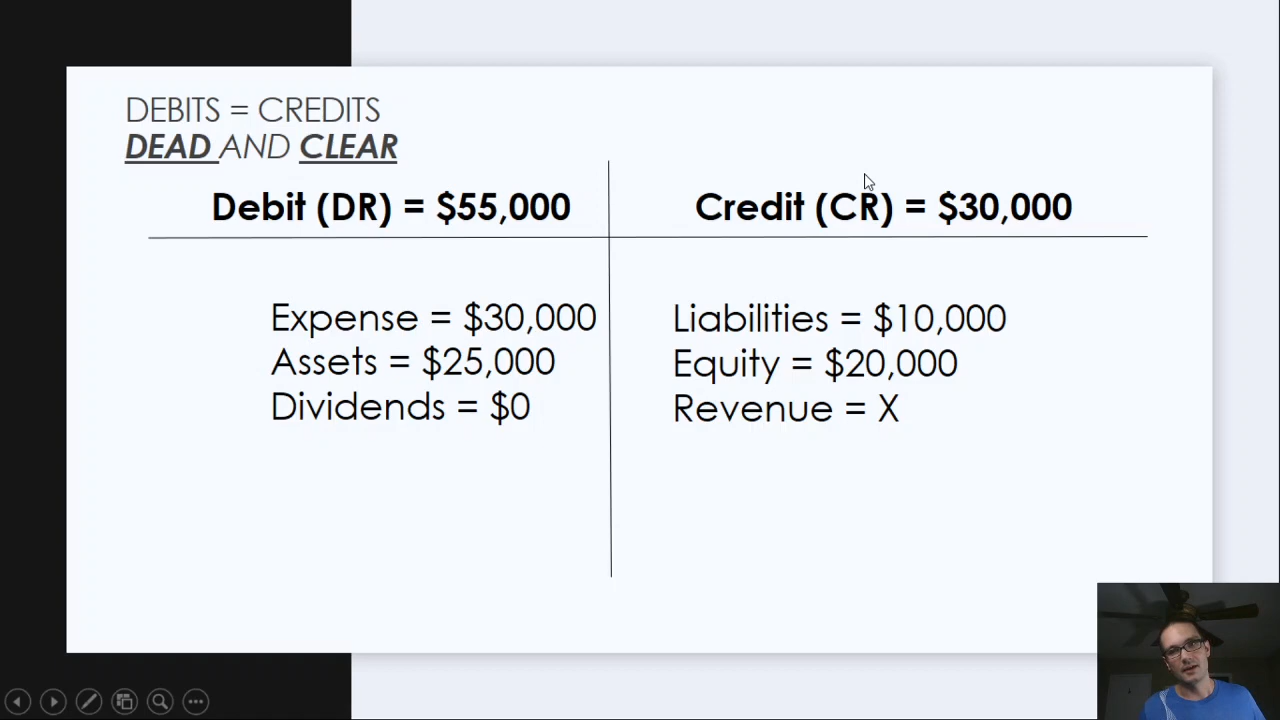 DEBITS = CREDITS
DEAD AND CLEAR
Debit (DR) = $55,000
Credit (CR) = $30,000
Expense = $30,000
Assets = $25,000
Dividends = $0
Liabilities = $10,000
Equity = $20,000
Revenue = X